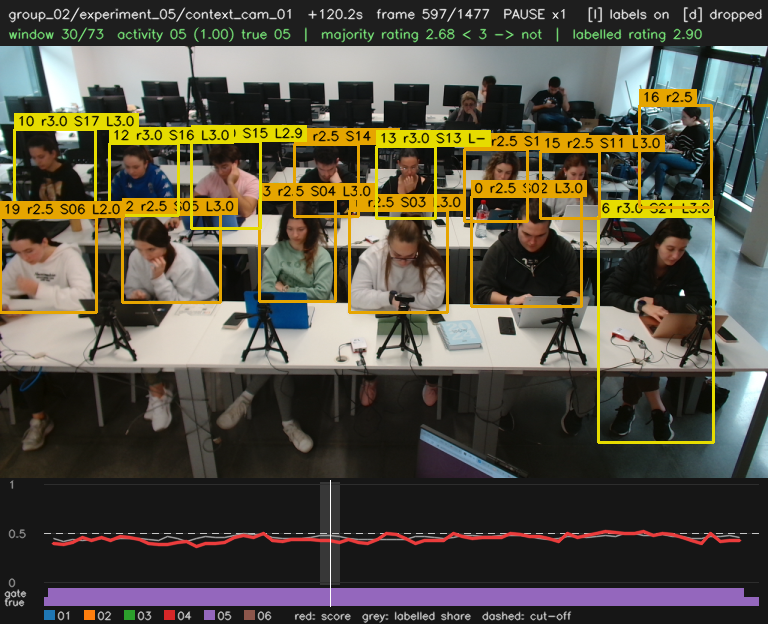 group_02/experiment_05/context_cam_01 +120.2s frame 597/1477 PAUSE x1 [l] labels on [d] dropped
window 30/73 activity 05 (1.00) true 05 | majority rating 2.68 < 3 -> not | labelled rating 2.90
16 r2.5
10 r3.0 S17 L3.0
12 r3.0 S16 L3.0
S15 L2.9
r2.5 S14
13 r3.0 S13 L-
r2.5 S1
15 r2.5 S11 L3.0
19 r2.5 S06 L2.0
2 r2.5 S05 L3.0
3 r2.5 S04 L3.0
r2.5 S03 L3.0
0 r2.5 S02 L3.0
6 r3.0 S21 L3.0
1
0.5
0
gate
true
01 02 03 04 05 06 red: score grey: labelled share dashed: cut-off